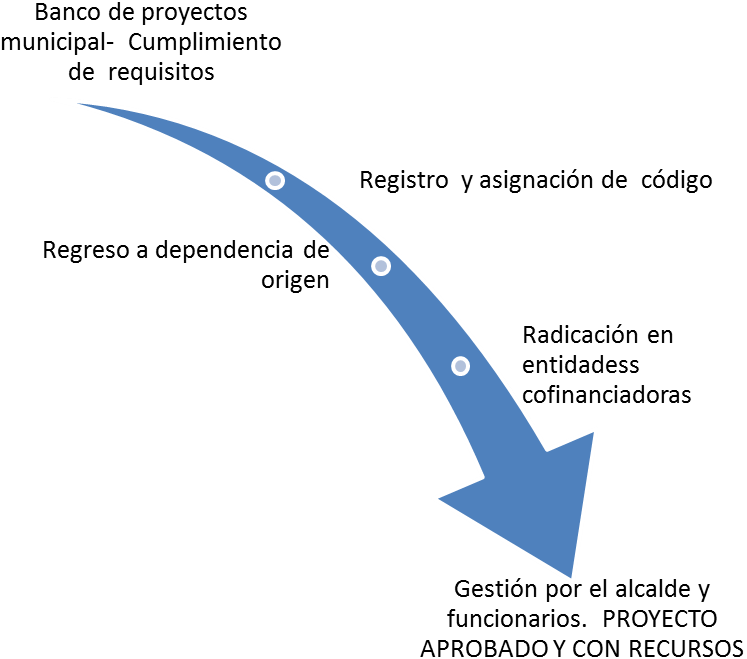 Banco de proyectos
municipal- Cumplimiento
de requisitos
Registro y asignación de código
Regreso a dependencia de
origen
Radicación en
entidadess
cofinanciadoras
Gestión por el alcalde y
funcionarios. PROYECTO
APROBADO Y CON RECURSOS